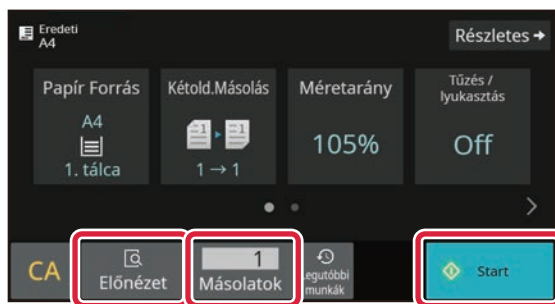 Eredeti
A4
Részletes
Papír Forrás
A4
1. tálca
Kétold.Másolás
1 → 1
Méretarány
105%
Tűzés /
lyukasztás
Off
CA
Előnézet
1
Másolatok
Legutóbbi
munkák
Start